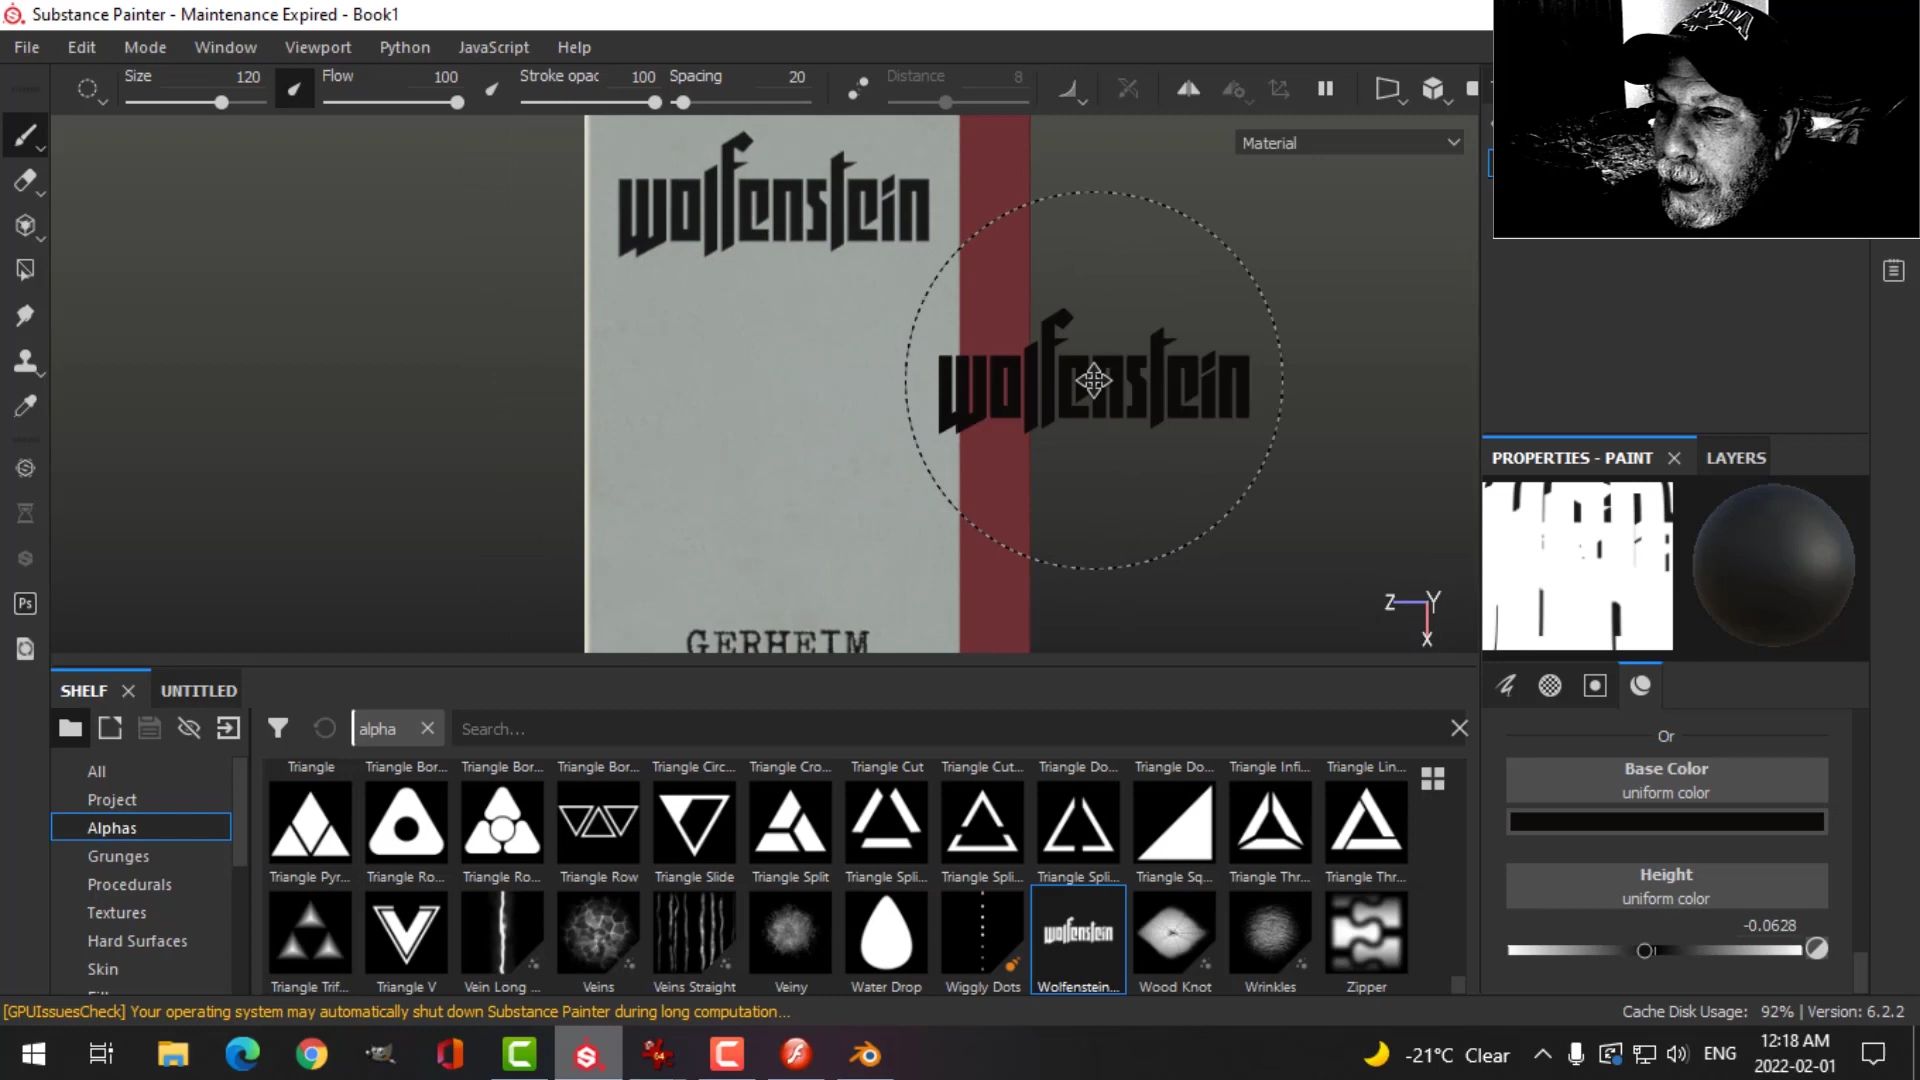 Substance Painter - Maintenance Expired - Book1
File Edit Mode Window Viewport Python JavaScript Help
Size 120 Flow 100 Stroke opac 100 Spacing 20 Distance 8
Material
wolfenstein
wolfenstein
GERHEIM
Z Y
X
PROPERTIES - PAINT LAYERS
Or
Base Color
uniform color
Height
uniform color
-0.0628
SHELF UNTITLED
alpha Search...
All
Project
Alphas
Grunges
Procedurals
Textures
Hard Surfaces
Skin
Triangle Triangle Bor... Triangle Bor... Triangle Bor... Triangle Circ... Triangle Cro... Triangle Cut Triangle Cut... Triangle Do... Triangle Do... Triangle Infi... Triangle Lin...
Triangle Pyr... Triangle Ro... Triangle Ro... Triangle Row Triangle Slide Triangle Split Triangle Spli... Triangle Spli... Triangle Spli... Triangle Sq... Triangle Thr... Triangle Thr...
wolfenstein
Triangle Trif... Triangle V Vein Long ... Veins Veins Straight Veiny Water Drop Wiggly Dots Wolfenstein... Wood Knot Wrinkles Zipper
Ps
[GPUIssuesCheck] Your operating system may automatically shut down Substance Painter during long computation...
Cache Disk Usage: 92% | Version: 6.2.2
-21°C Clear ENG 12:18 AM
2022-02-01